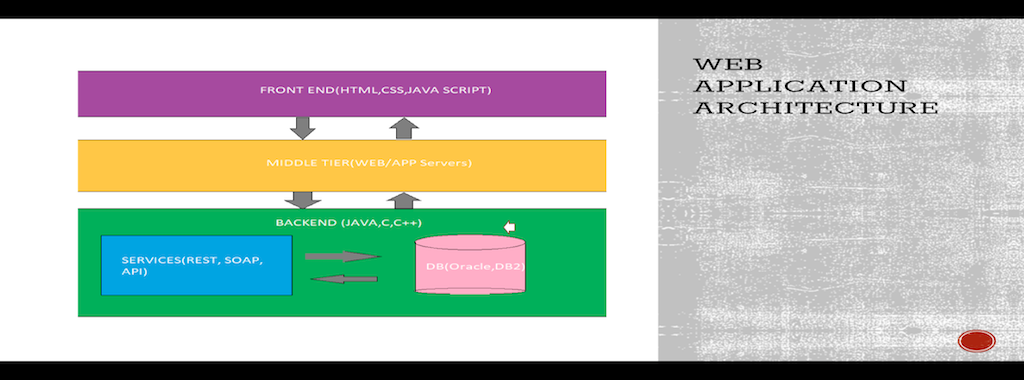 FRONT END(HTML,CSS,JAVA SCRIPT)
MIDDLE TIER(WEB/APP Servers)
BACKEND (JAVA,C,C++)
SERVICES(REST, SOAP,
API)
DB(Oracle,DB2)
WEB
APPLICATION
ARCHITECTURE